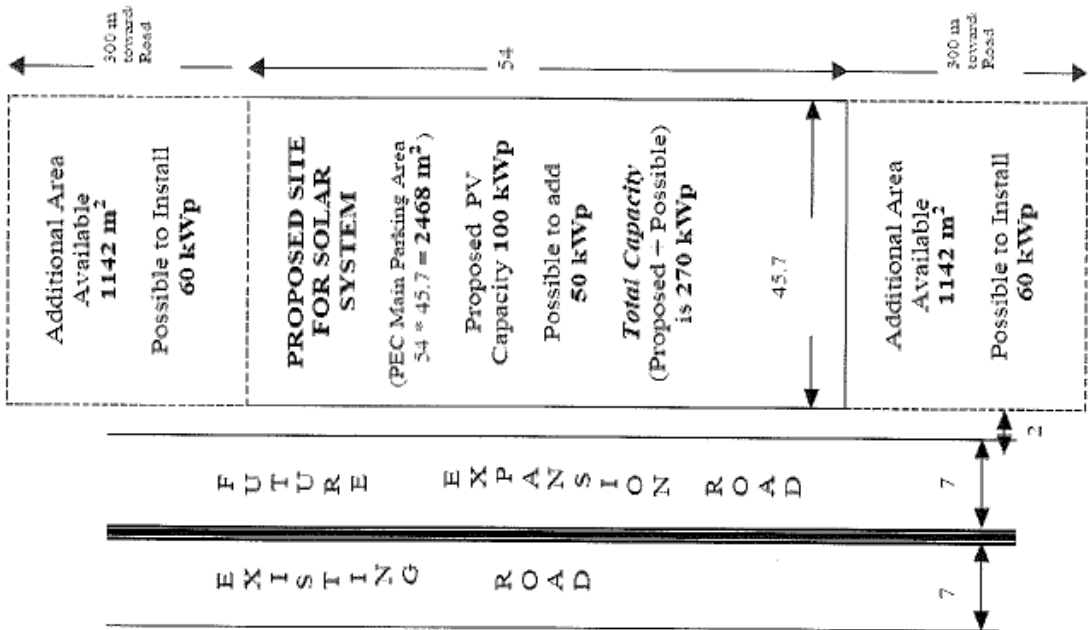 300 m
toward
Road
54
300 m
toward
Road
Additional Area
Available
1142 m²
Possible to Install
60 kWp
PROPOSED SITE
FOR SOLAR
SYSTEM
(PEC Main Parking Area
54 * 45.7 = 2468 m²
Proposed PV
Capacity 100 kWp
Possible to add
50 kWp
Total Capacity
(Proposed + Possible)
is 270 kWp
45.7
Additional Area
Available
1142 m²
Possible to Install
60 kWp
2
FUTURE EXPANSION ROAD
7
EXISTING ROAD
7